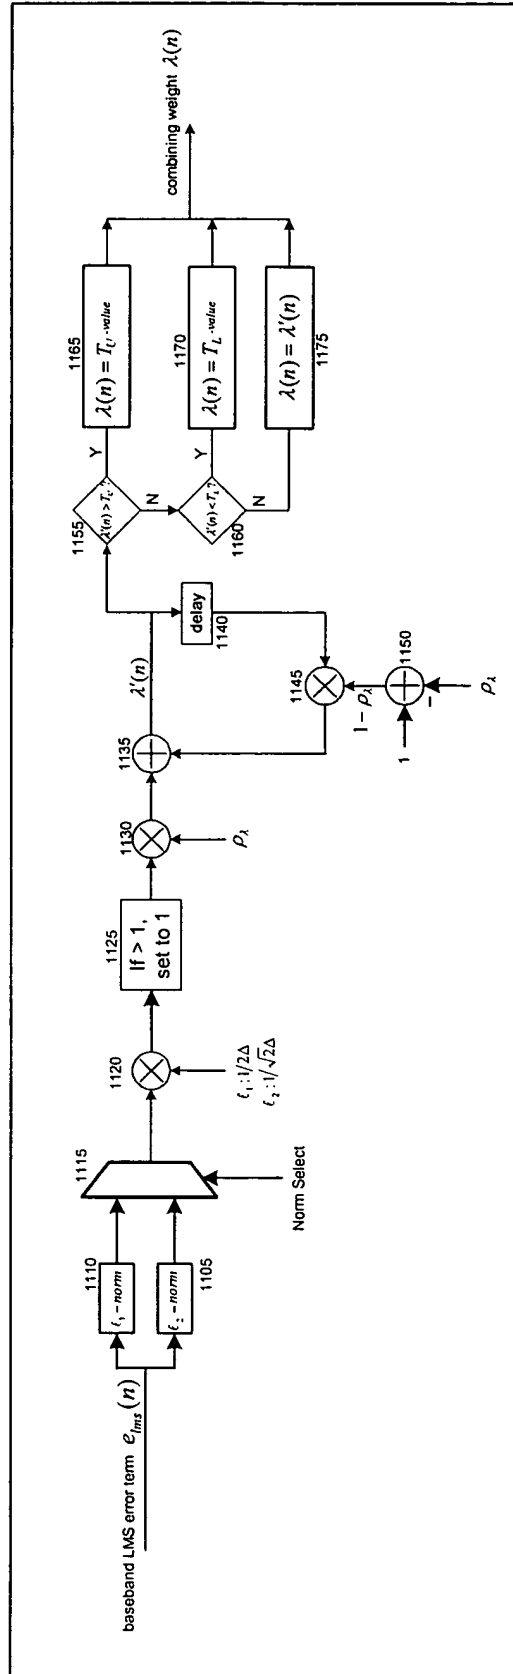 baseband LMS error term e_lms(n)
1110
ℓ₁-norm
ℓ₂-norm
1105
1115
Norm Select
1120
ℓ₁ : 1/2Δ
ℓ₂ : 1/√2Δ
1125
If > 1,
set to 1
1130
ρ_λ
1135
λ'(n)
delay
1140
1145
1 − ρ_λ
1150
1
−
ρ_λ
1155
λ'(n) > T_U ?
Y
N
λ'(n) < T_L ?
1160
Y
N
1165
λ(n) = T_U-value
1170
λ(n) = T_L-value
λ(n) = λ'(n)
1175
combining weight λ(n)